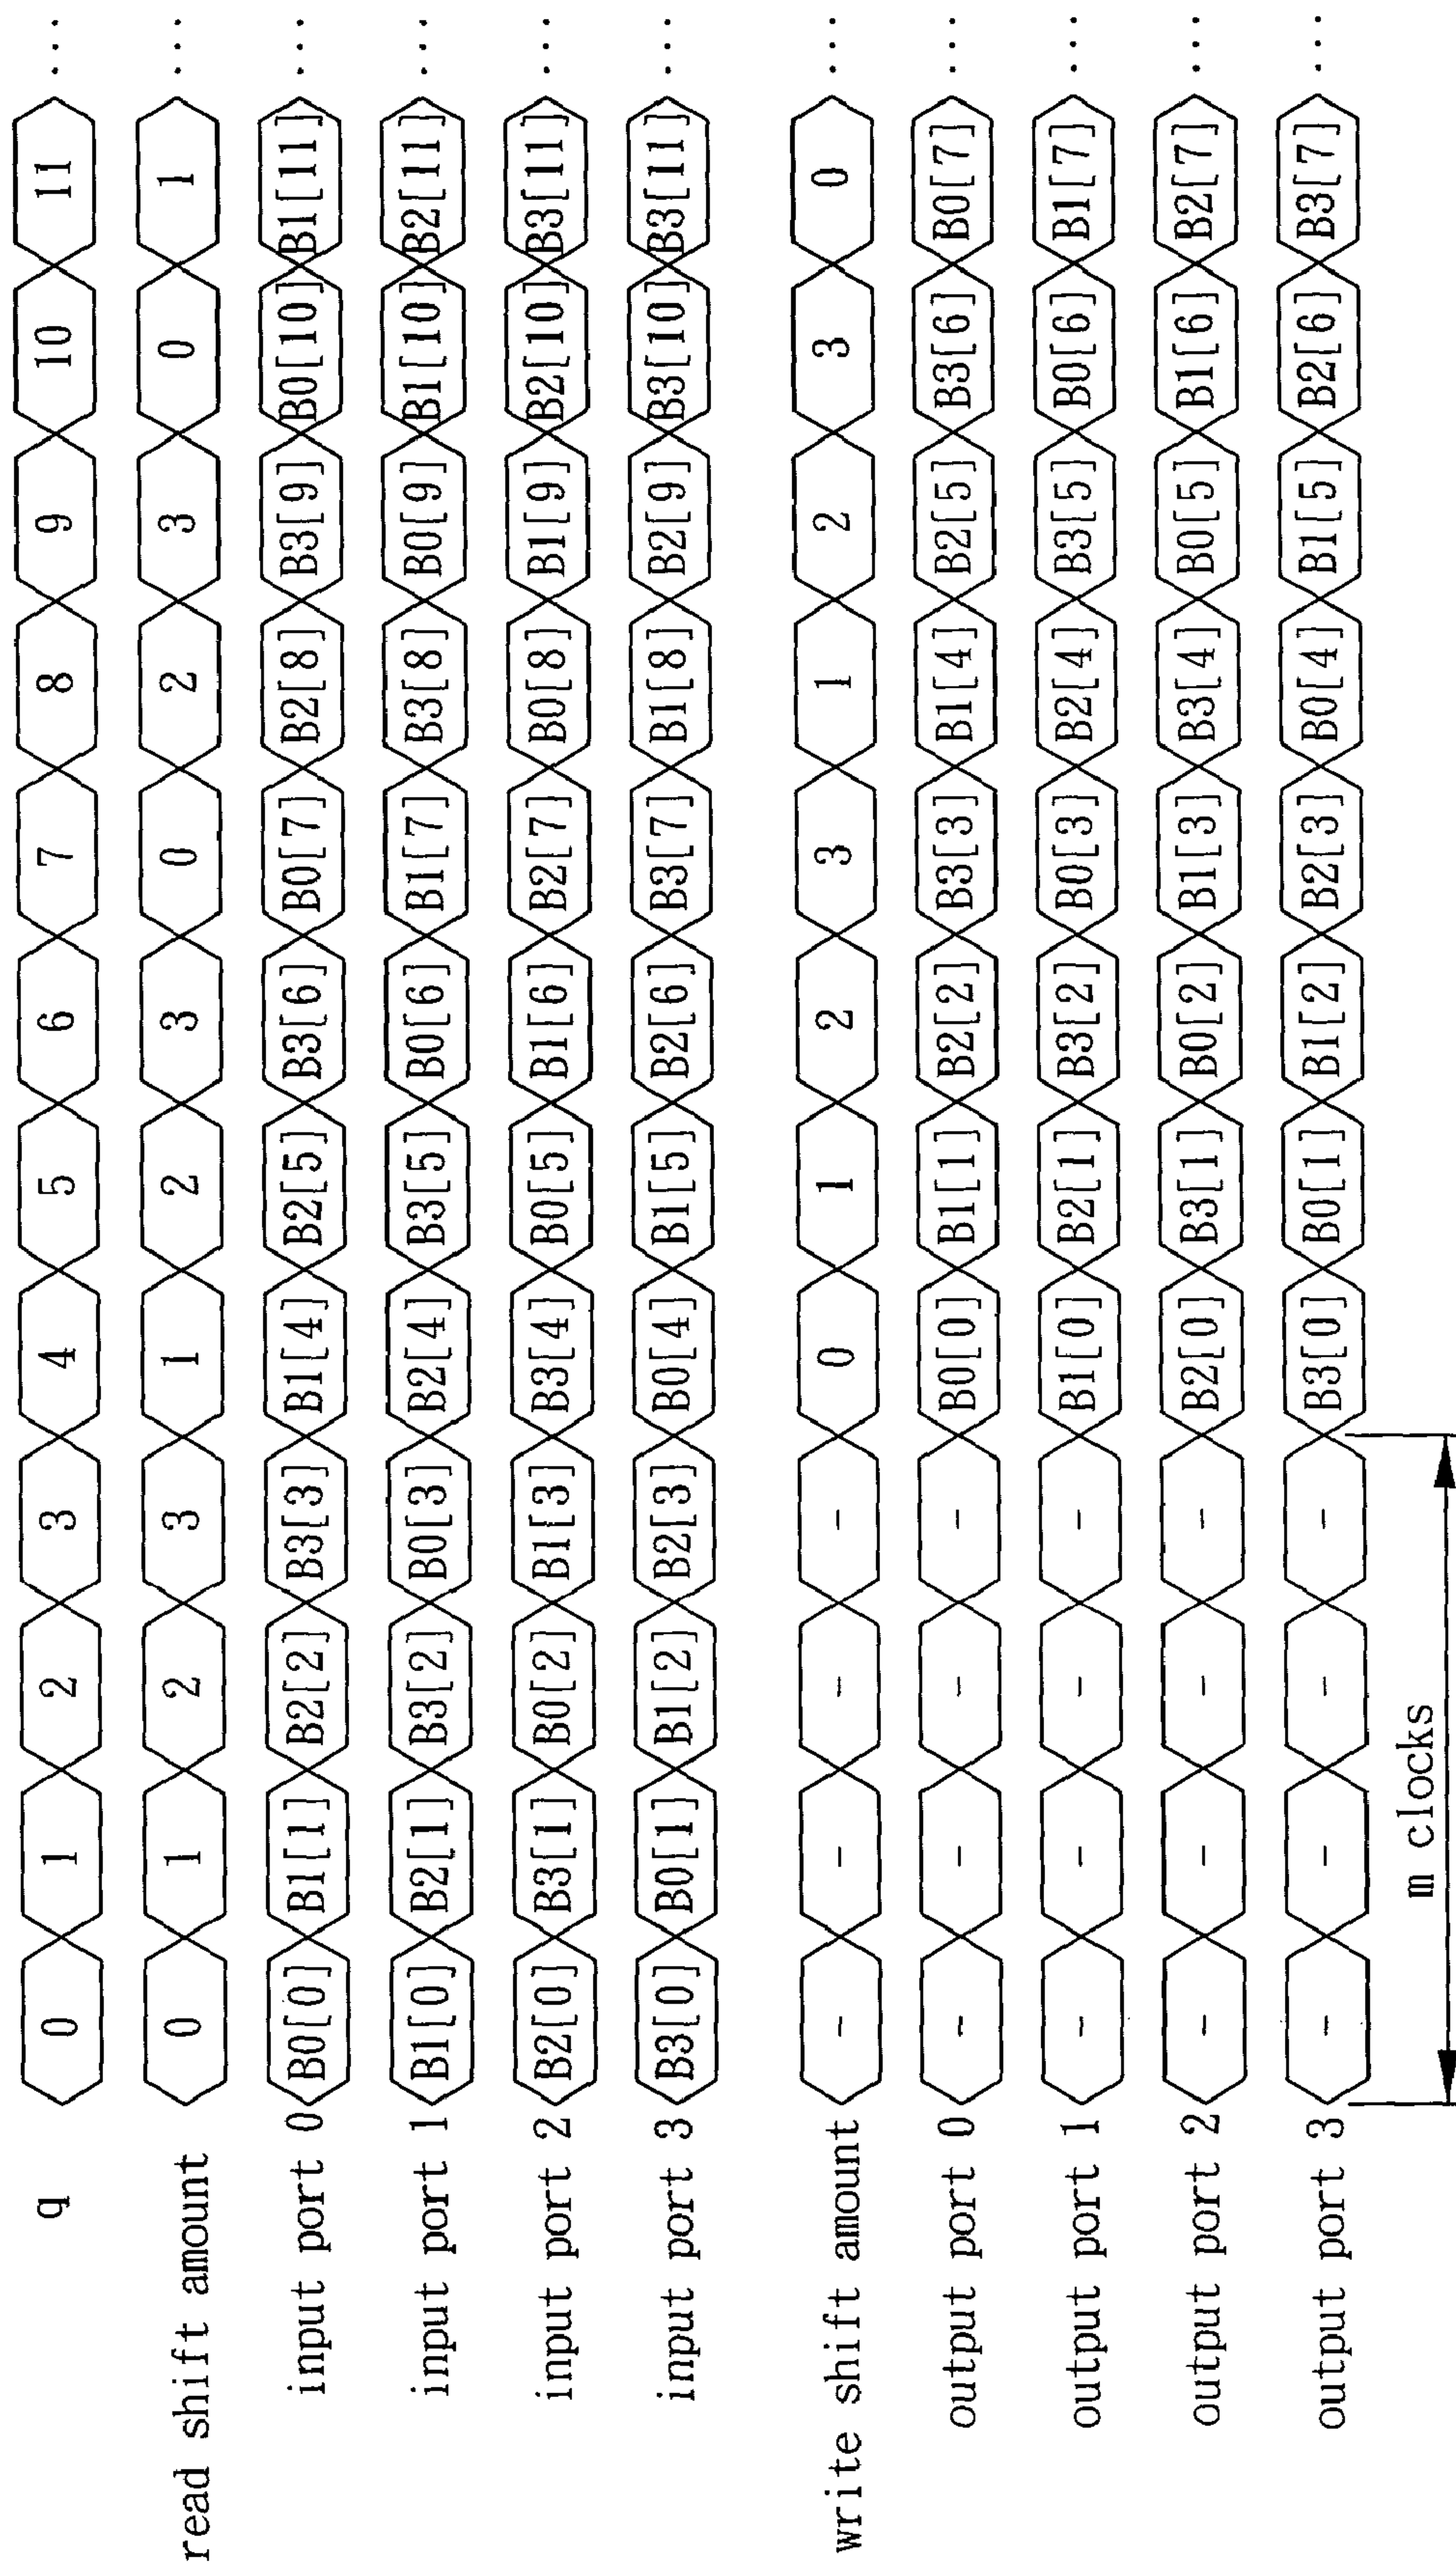 q 0 1 2 3 4 5 6 7 8 9 10 11 ...
read shift amount 0 1 2 3 1 2 3 0 2 3 0 1 ...
input port 0 B0[0] B1[1] B2[2] B3[3] B1[4] B2[5] B3[6] B0[7] B2[8] B3[9] B0[10] B1[11] ...
input port 1 B1[0] B2[1] B3[2] B0[3] B2[4] B3[5] B0[6] B1[7] B3[8] B0[9] B1[10] B2[11] ...
input port 2 B2[0] B3[1] B0[2] B1[3] B3[4] B0[5] B1[6] B2[7] B0[8] B1[9] B2[10] B3[11] ...
input port 3 B3[0] B0[1] B1[2] B2[3] B0[4] B1[5] B2[6] B3[7] B1[8] B2[9] B3[10] B3[11] ...
write shift amount - - - - 0 1 2 3 1 2 3 0 ...
output port 0 - - - - B0[0] B1[1] B2[2] B3[3] B1[4] B2[5] B3[6] B0[7] ...
output port 1 - - - - B1[0] B2[1] B3[2] B0[3] B2[4] B3[5] B0[6] B1[7] ...
output port 2 - - - - B2[0] B3[1] B0[2] B1[3] B3[4] B0[5] B1[6] B2[7] ...
output port 3 - - - - B3[0] B0[1] B1[2] B2[3] B0[4] B1[5] B2[6] B3[7] ...
m clocks